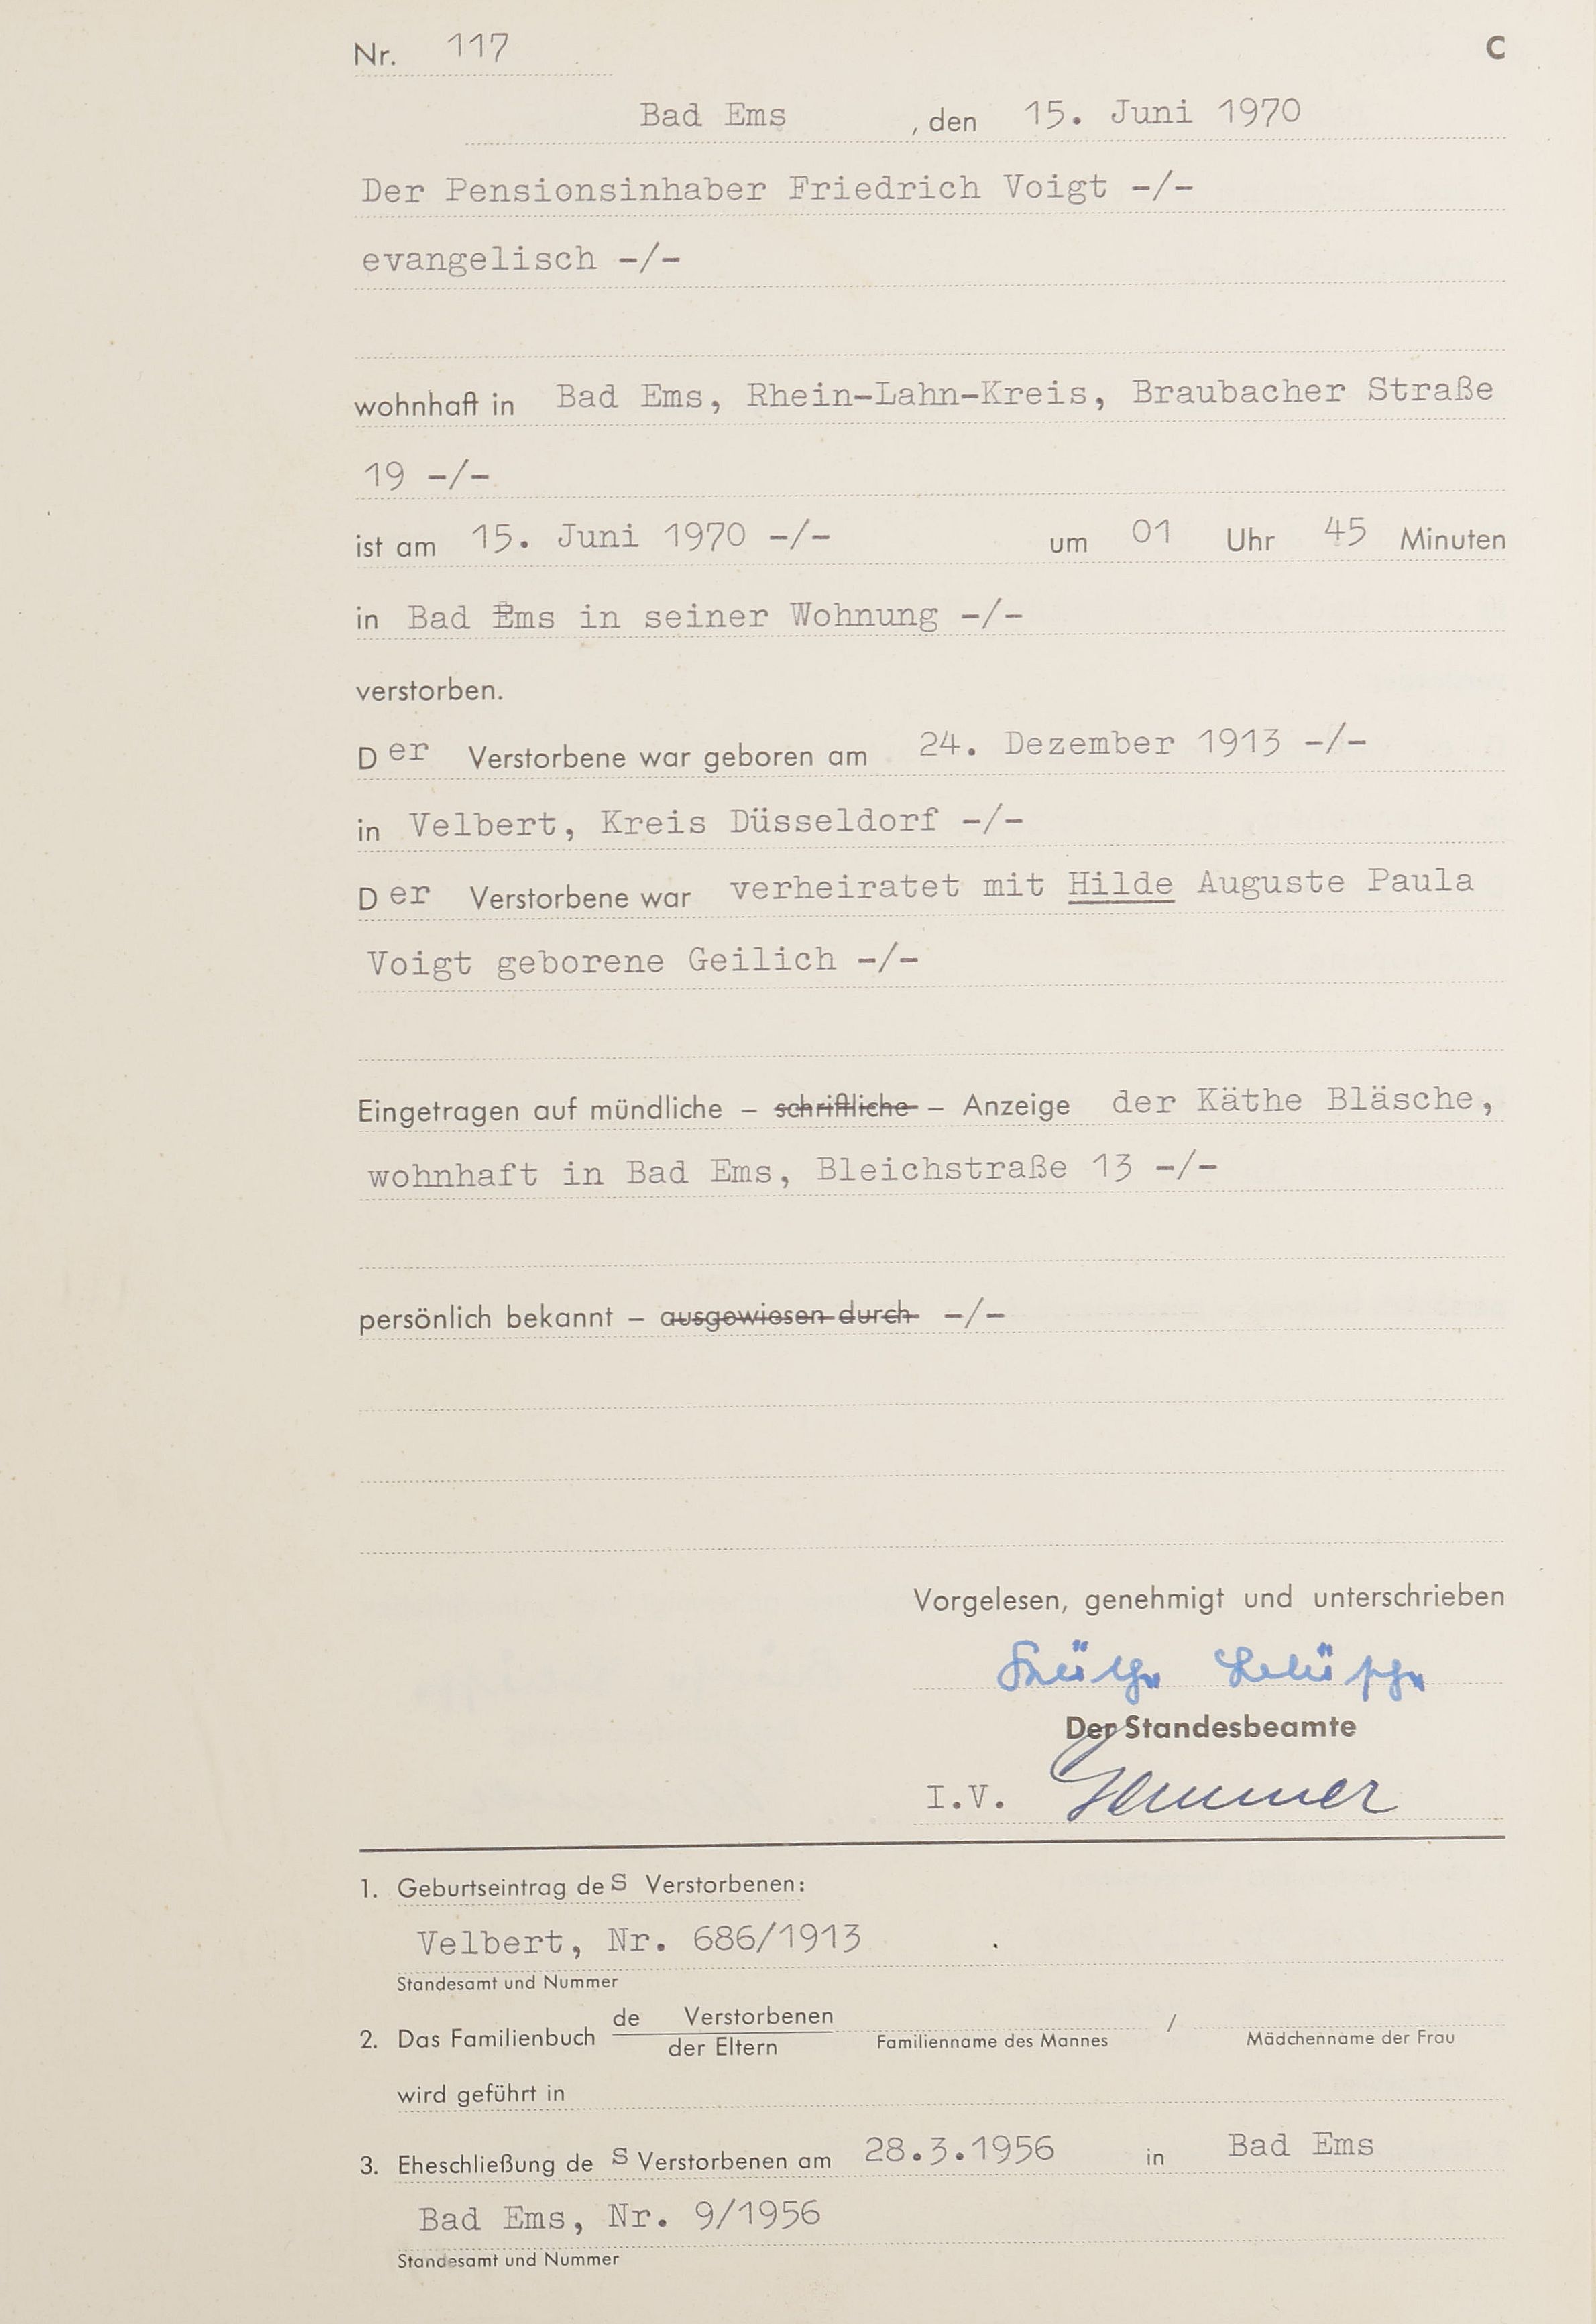 Nr. 117 C
Bad Ems , den 15. Juni 1970
Der Pensionsinhaber Friedrich Voigt -/-
evangelisch -/-
wohnhaft in Bad Ems, Rhein-Lahn-Kreis, Braubacher Straße
19 -/-
ist am 15. Juni 1970 -/- um 01 Uhr 45 Minuten
in Bad Ems in seiner Wohnung -/-
verstorben.
Der Verstorbene war geboren am 24. Dezember 1913 -/-
in Velbert, Kreis Düsseldorf -/-
Der Verstorbene war verheiratet mit Hilde Auguste Paula
Voigt geborene Geilich -/-
Eingetragen auf mündliche – schriftliche – Anzeige der Käthe Bläsche,
wohnhaft in Bad Ems, Bleichstraße 13 -/-
persönlich bekannt – ausgewiesen durch -/-
Vorgelesen, genehmigt und unterschrieben
Käthe Bläsche
Der Standesbeamte
I.V.
1. Geburtseintrag des Verstorbenen:
Velbert, Nr. 686/1913
Standesamt und Nummer
2. Das Familienbuch de Verstorbenen / 
der Eltern Familienname des Mannes Mädchenname der Frau
wird geführt in
3. Eheschließung des Verstorbenen am 28.3.1956 in Bad Ems
Bad Ems, Nr. 9/1956
Standesamt und Nummer